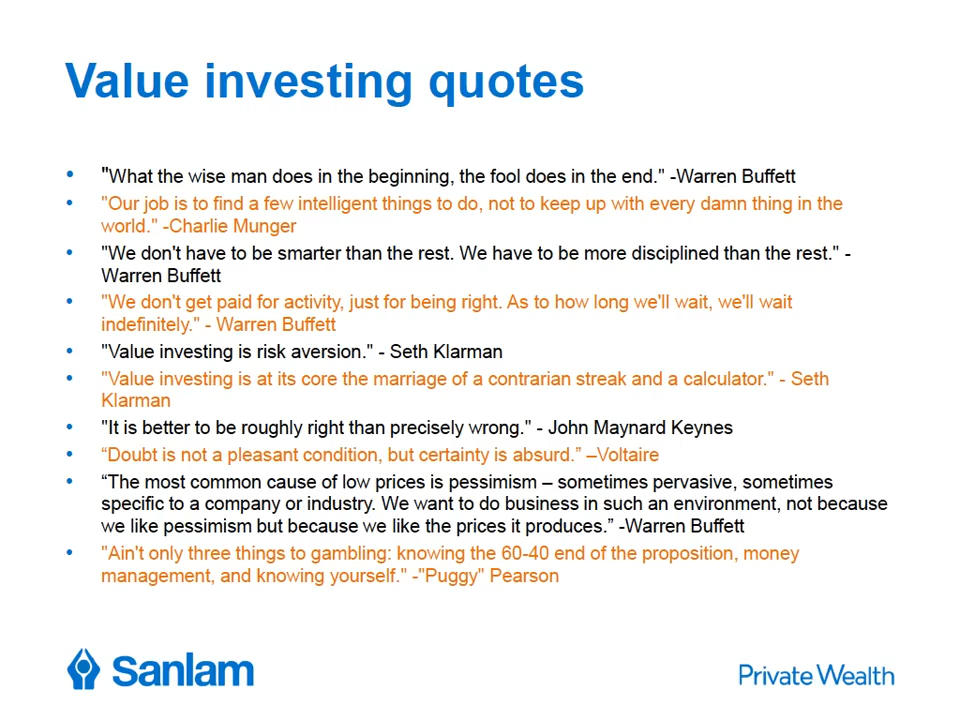 Value investing quotes
• "What the wise man does in the beginning, the fool does in the end." -Warren Buffett
• "Our job is to find a few intelligent things to do, not to keep up with every damn thing in the
world." -Charlie Munger
• "We don't have to be smarter than the rest. We have to be more disciplined than the rest." -
Warren Buffett
• "We don't get paid for activity, just for being right. As to how long we'll wait, we'll wait
indefinitely." - Warren Buffett
• "Value investing is risk aversion." - Seth Klarman
• "Value investing is at its core the marriage of a contrarian streak and a calculator." - Seth
Klarman
• "It is better to be roughly right than precisely wrong." - John Maynard Keynes
• “Doubt is not a pleasant condition, but certainty is absurd.” –Voltaire
• “The most common cause of low prices is pessimism – sometimes pervasive, sometimes
specific to a company or industry. We want to do business in such an environment, not because
we like pessimism but because we like the prices it produces.” -Warren Buffett
• "Ain't only three things to gambling: knowing the 60-40 end of the proposition, money
management, and knowing yourself." -"Puggy" Pearson
Sanlam
Private Wealth